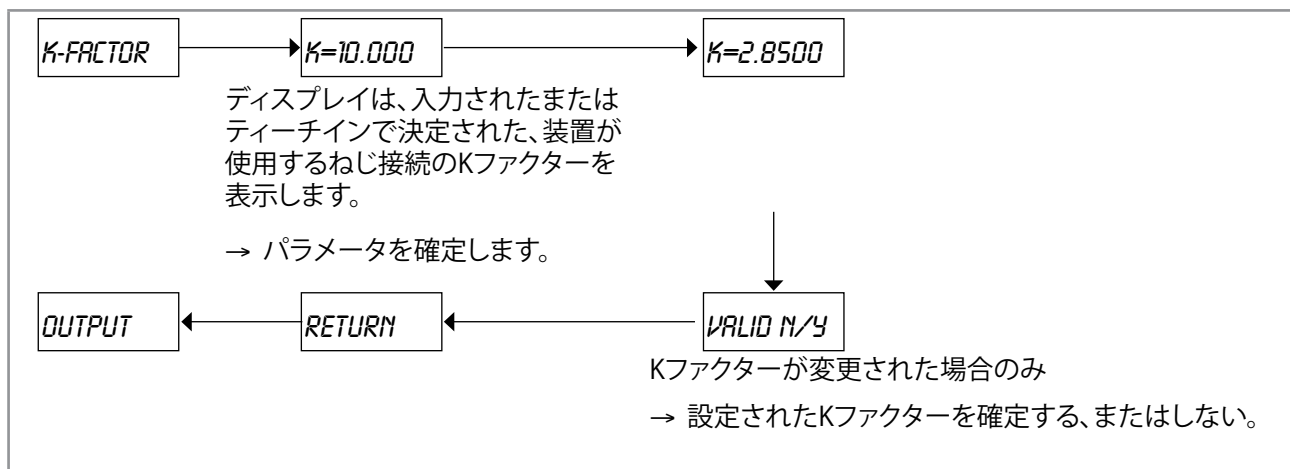 K-FACTOR
K=10.000
K=2.8500
ディスプレイは、入力されたまたは
ティーチインで決定された、装置が
使用するねじ接続のKファクターを
表示します。
→ パラメータを確定します。
OUTPUT
RETURN
VALID N/Y
Kファクターが変更された場合のみ
→ 設定されたKファクターを確定する、またはしない。